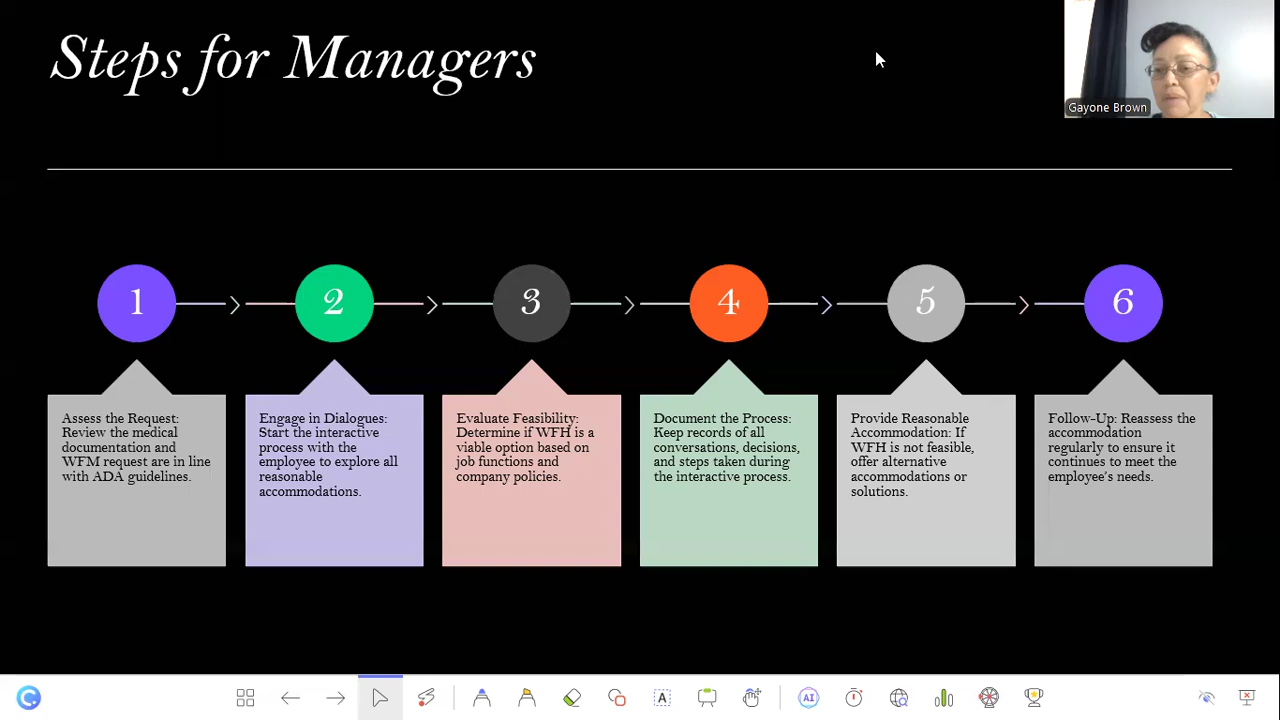 Steps for Managers
Gayone Brown
1
2
3
4
5
6
Assess the Request:
Review the medical
documentation and
WFM request are in line
with ADA guidelines.
Engage in Dialogues:
Start the interactive
process with the
employee to explore all
reasonable
accommodations.
Evaluate Feasibility:
Determine if WFH is a
viable option based on
job functions and
company policies.
Document the Process:
Keep records of all
conversations, decisions,
and steps taken during
the interactive process.
Provide Reasonable
Accommodation: If
WFH is not feasible,
offer alternative
accommodations or
solutions.
Follow-Up: Reassess the
accommodation
regularly to ensure it
continues to meet the
employee's needs.
A
AI